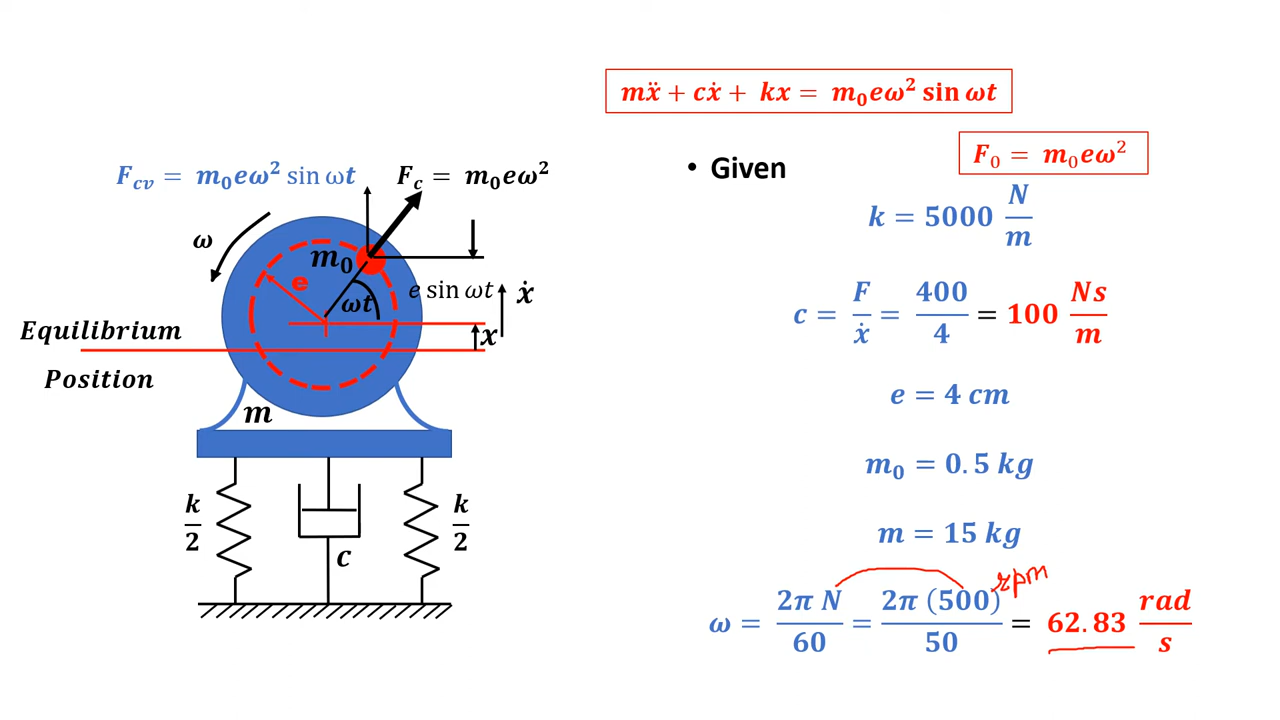 mẍ + cẋ + kx = m₀eω² sin ωt
F₀ = m₀eω²
F_cv = m₀eω² sin ωt
F_c = m₀eω²
ω
m₀
e
ωt
e sin ωt
ẋ
x
Equilibrium
Position
m
k/2
c
k/2
• Given
k = 5000 N/m
c = F/ẋ = 400/4 = 100 Ns/m
e = 4 cm
m₀ = 0.5 kg
m = 15 kg
rpm
ω = 2π N/60 = 2π (500)/50 = 62.83 rad/s